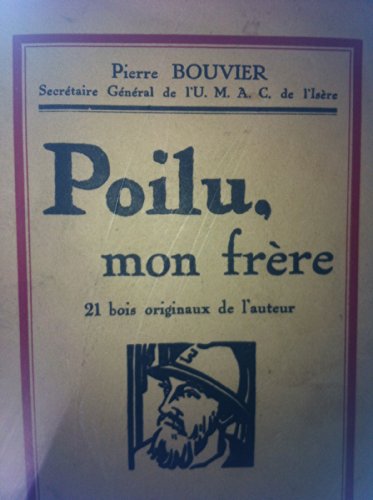 Pierre BOUVIER
Secrétaire Général de l'U. M. A. C. de l'Isère
Poilu,
mon frère
21 bois originaux de l'auteur